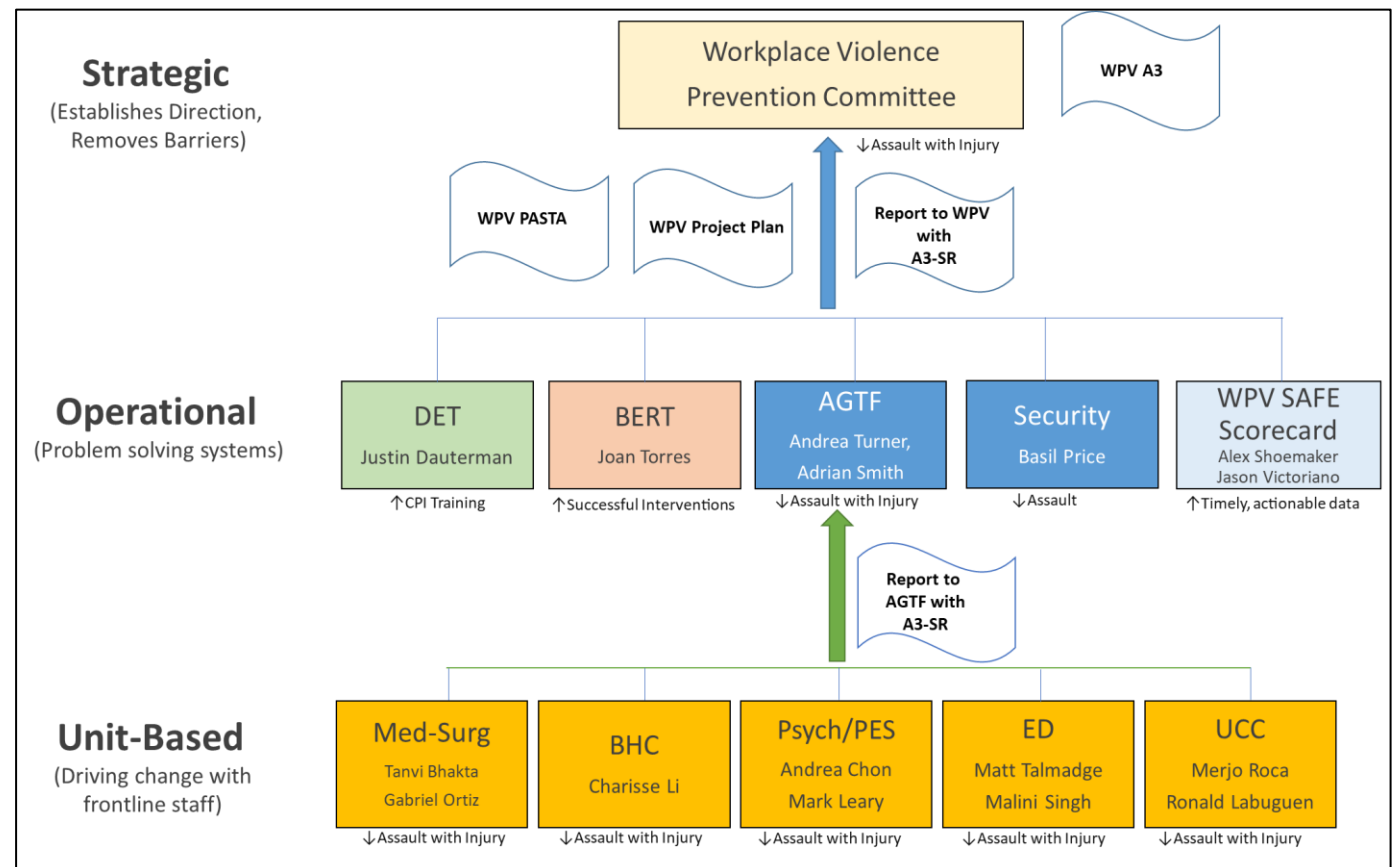 Strategic
(Establishes Direction,
Removes Barriers)
Workplace Violence
Prevention Committee
WPV A3
↓Assault with Injury
WPV PASTA
WPV Project Plan
Report to WPV
with
A3-SR
Operational
(Problem solving systems)
DET
Justin Dauterman
↑CPI Training
BERT
Joan Torres
↑Successful Interventions
AGTF
Andrea Turner,
Adrian Smith
↓Assault with Injury
Security
Basil Price
↓Assault
WPV SAFE
Scorecard
Alex Shoemaker
Jason Victoriano
↑Timely, actionable data
Report to
AGTF with
A3-SR
Unit-Based
(Driving change with
frontline staff)
Med-Surg
Tanvi Bhakta
Gabriel Ortiz
↓Assault with Injury
BHC
Charisse Li
↓Assault with Injury
Psych/PES
Andrea Chon
Mark Leary
↓Assault with Injury
ED
Matt Talmadge
Malini Singh
↓Assault with Injury
UCC
Merjo Roca
Ronald Labuguen
↓Assault with Injury